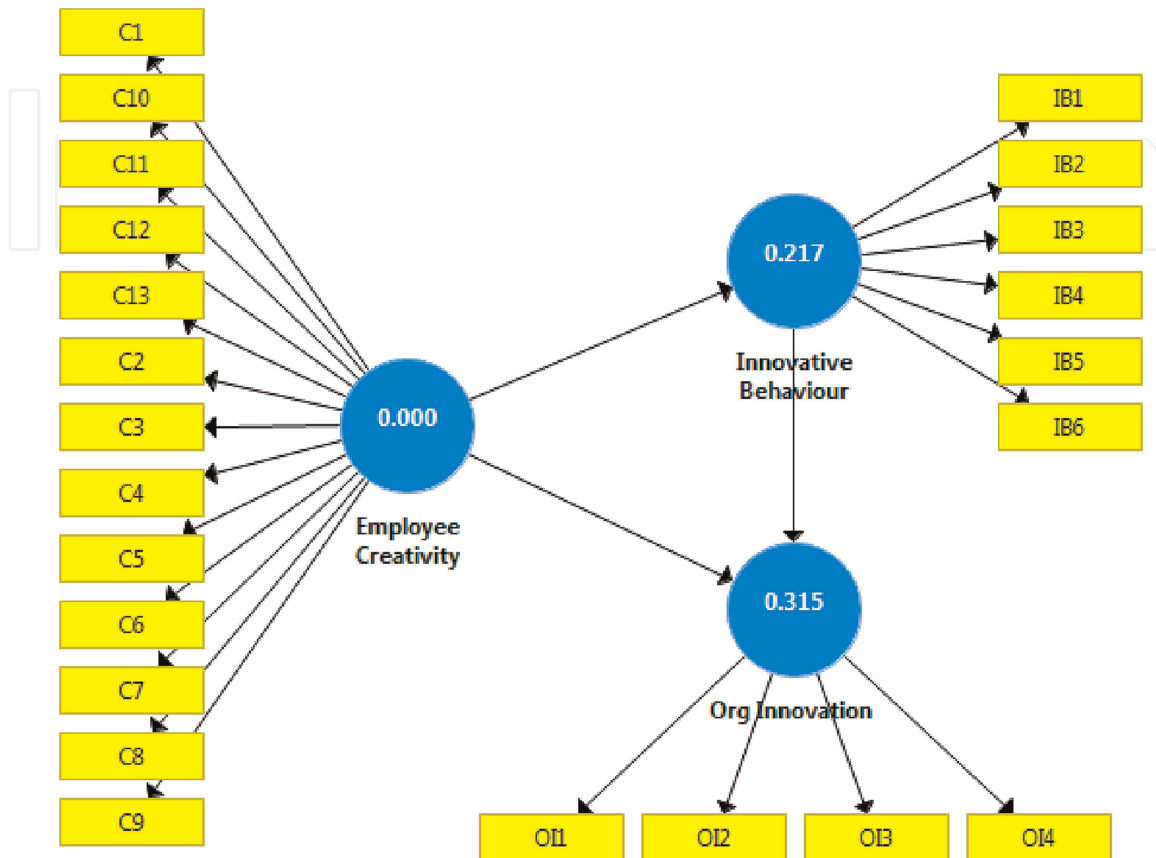 C1
C10
C11
C12
C13
C2
C3
C4
C5
C6
C7
C8
C9
0.000
Employee
Creativity
0.217
Innovative
Behaviour
IB1
IB2
IB3
IB4
IB5
IB6
0.315
Org Innovation
OI1
OI2
OI3
OI4